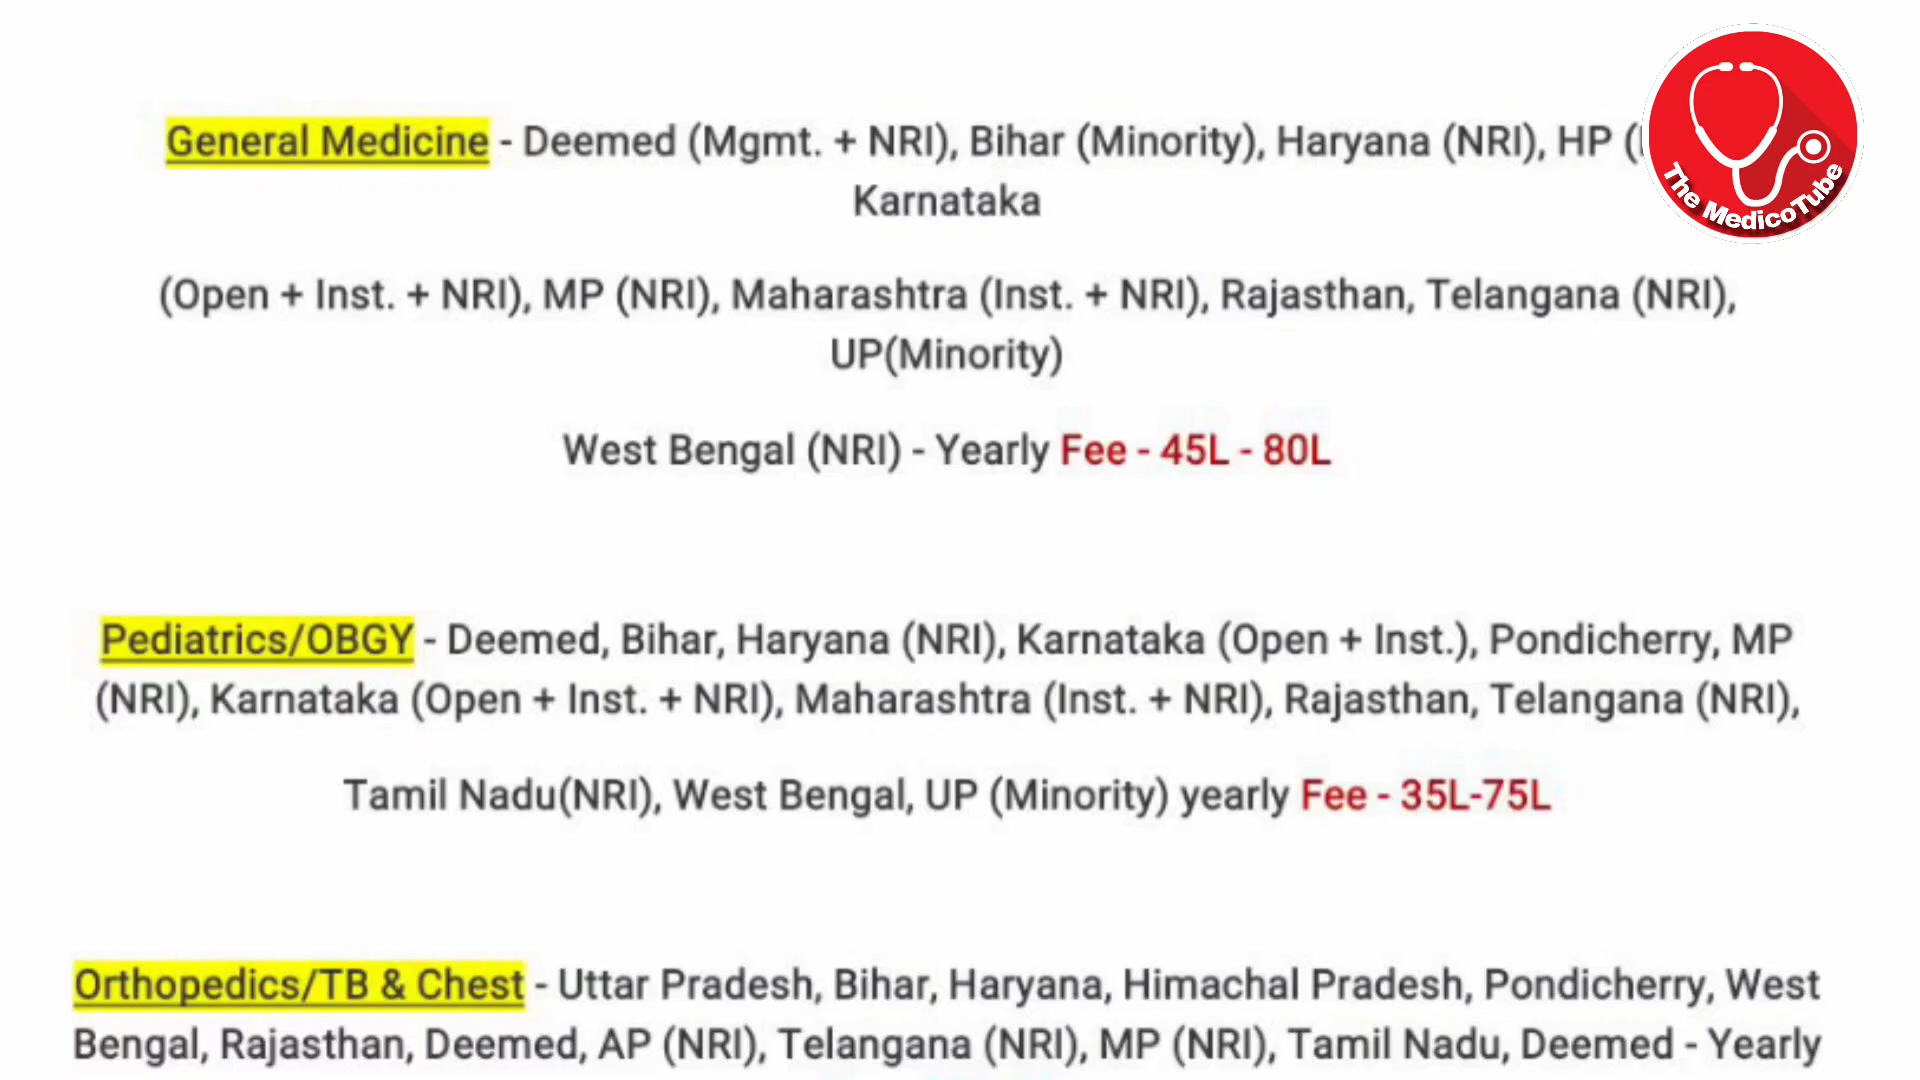 General Medicine - Deemed (Mgmt. + NRI), Bihar (Minority), Haryana (NRI), HP (
Karnataka
(Open + Inst. + NRI), MP (NRI), Maharashtra (Inst. + NRI), Rajasthan, Telangana (NRI),
UP(Minority)
West Bengal (NRI) - Yearly Fee - 45L - 80L
Pediatrics/OBGY - Deemed, Bihar, Haryana (NRI), Karnataka (Open + Inst.), Pondicherry, MP
(NRI), Karnataka (Open + Inst. + NRI), Maharashtra (Inst. + NRI), Rajasthan, Telangana (NRI),
Tamil Nadu(NRI), West Bengal, UP (Minority) yearly Fee - 35L-75L
Orthopedics/TB & Chest - Uttar Pradesh, Bihar, Haryana, Himachal Pradesh, Pondicherry, West
Bengal, Rajasthan, Deemed, AP (NRI), Telangana (NRI), MP (NRI), Tamil Nadu, Deemed - Yearly
The MedicoTube